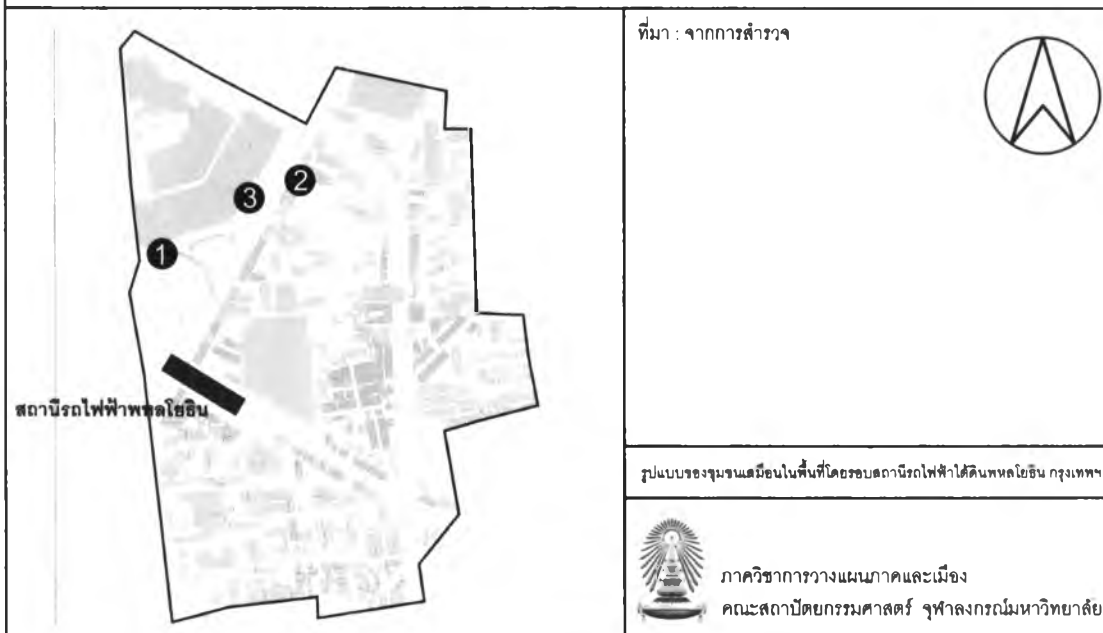 ที่มา : จากการสำรวจ
3
2
1
สถานีรถไฟฟ้าพหลโยธิน
รูปแบบของชุมชนเสมือนในพื้นที่โดยรอบสถานีรถไฟฟ้าใต้ดินพหลโยธิน กรุงเทพฯ
ภาควิชาการวางแผนภาคและเมือง
คณะสถาปัตยกรรมศาสตร์ จุฬาลงกรณ์มหาวิทยาลัย